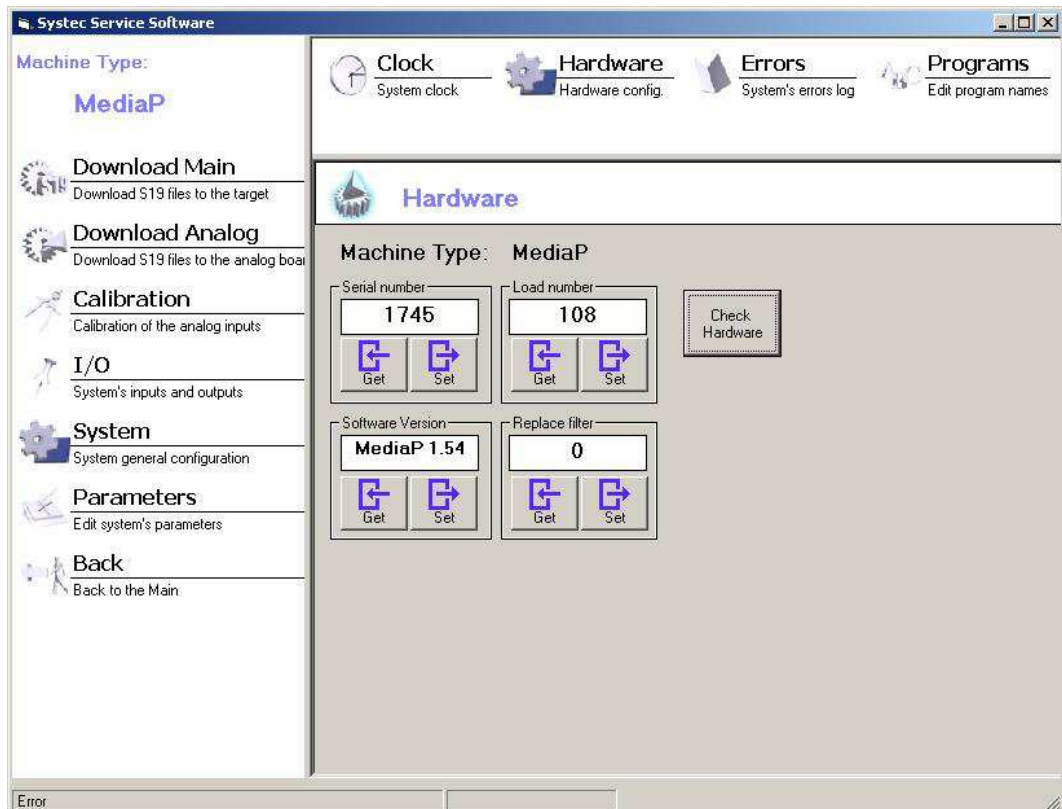 Systec Service Software
Machine Type:
MediaP
Download Main
Download S19 files to the target
Download Analog
Download S19 files to the analog boar
Calibration
Calibration of the analog inputs
I/O
System's inputs and outputs
System
System general configuration
Parameters
Edit system's parameters
Back
Back to the Main
Clock
System clock
Hardware
Hardware config.
Errors
System's errors log
Programs
Edit program names
Hardware
Machine Type: MediaP
Serial number
1745
Get Set
Load number
108
Get Set
Check
Hardware
Software Version
MediaP 1.54
Get Set
Replace filter
0
Get Set
Error